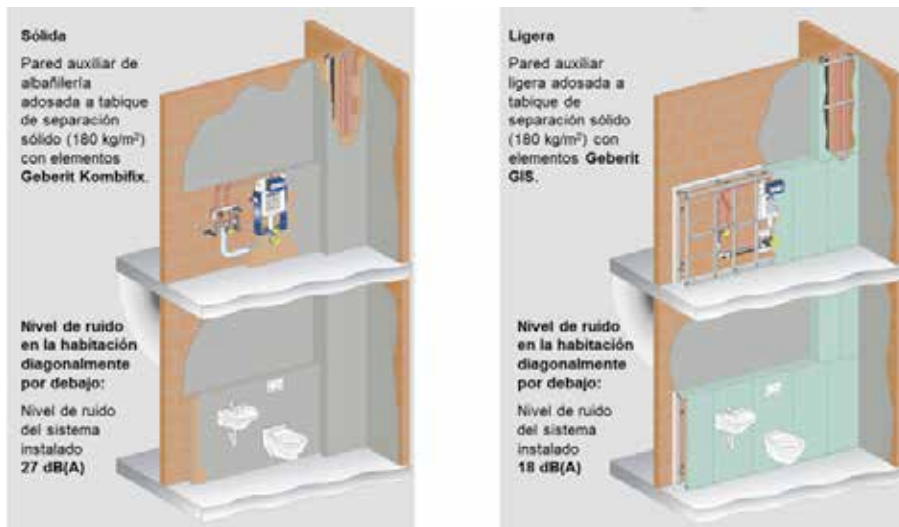 Sólida
Pared auxiliar de
albañilería
adosada a tabique
de separación
sólido (180 kg/m²)
con elementos
Geberit Kombifix.
Nivel de ruido
en la habitación
diagonalmente
por debajo:
Nivel de ruido
del sistema
instalado
27 dB(A)
Ligera
Pared auxiliar
ligera adosada a
tabique de
separación sólido
(180 kg/m²) con
elementos Geberit
GIS.
Nivel de ruido
en la habitación
diagonalmente
por debajo:
Nivel de ruido
del sistema
instalado
18 dB(A)